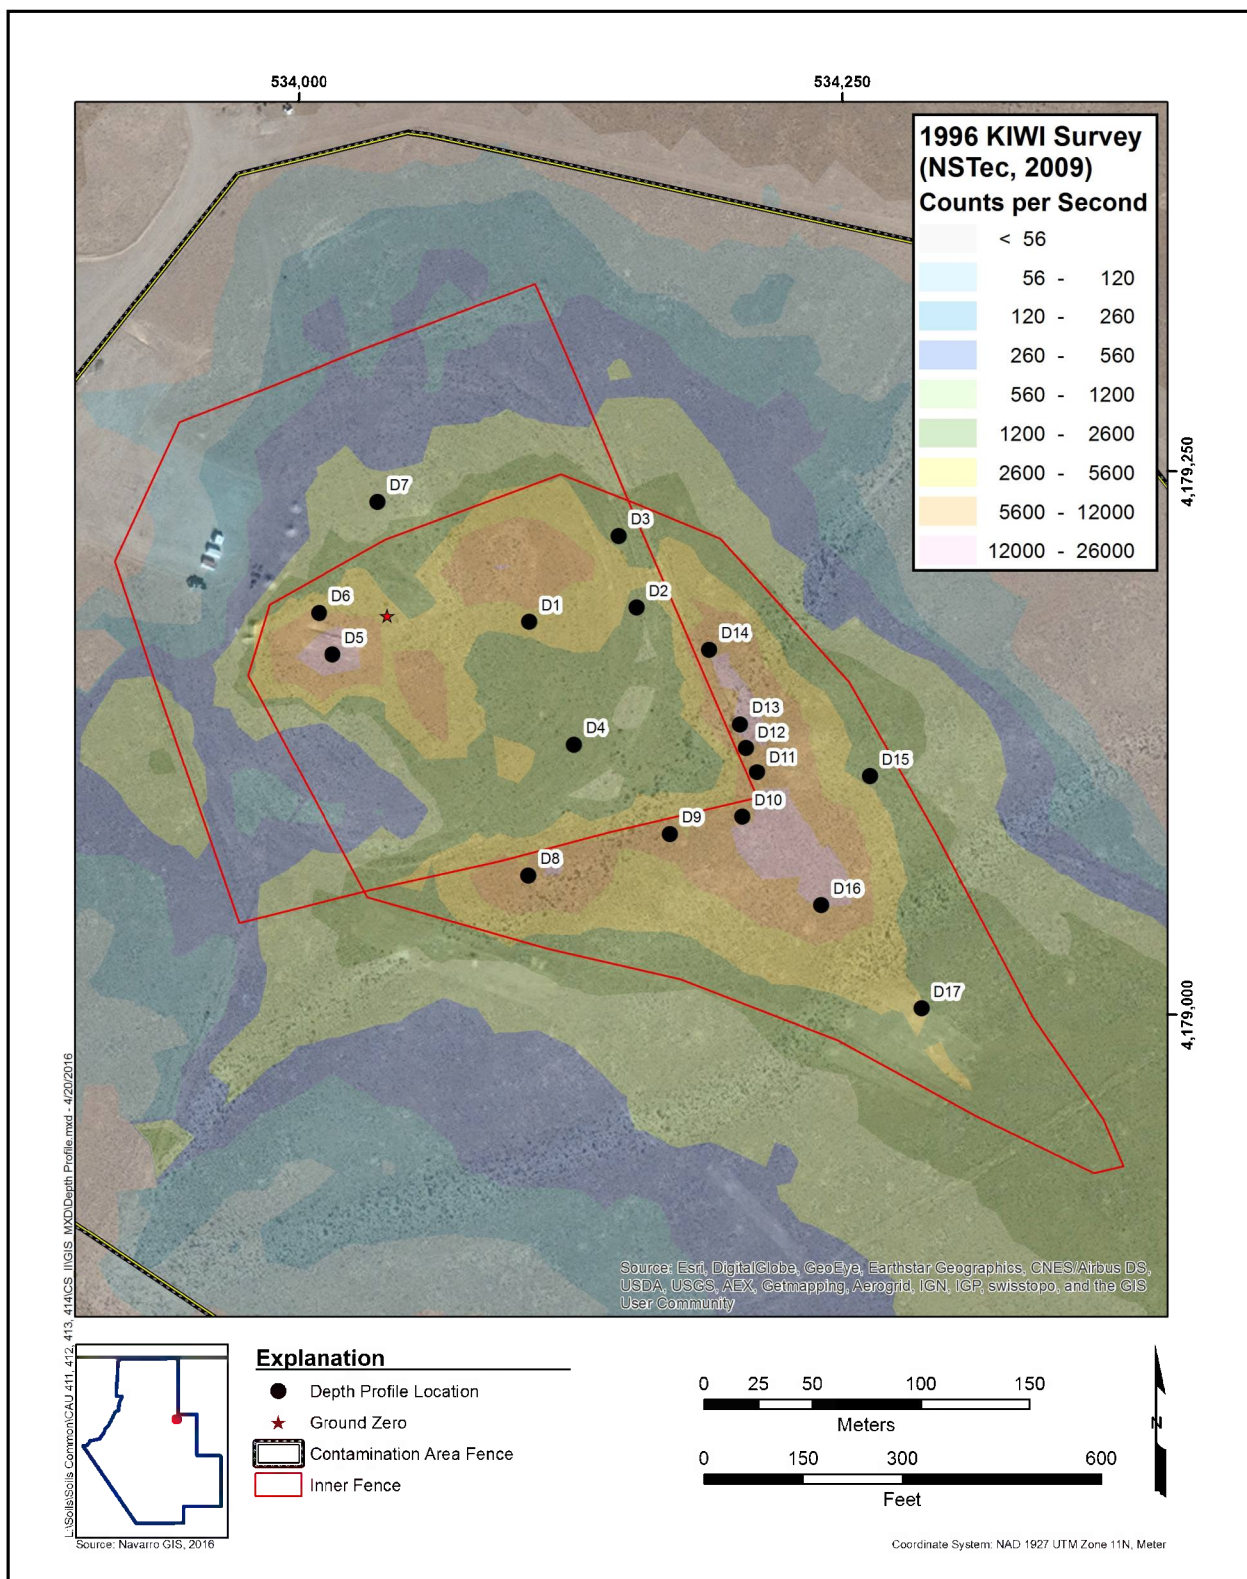 534,000
534,250
1996 KIWI Survey
(NSTec, 2009)
Counts per Second
< 56
56 - 120
120 - 260
260 - 560
560 - 1200
1200 - 2600
2600 - 5600
5600 - 12000
12000 - 26000
4,179,250
D7
D3
D6
D1
D2
D5
D14
D13
D4
D12
D11
D15
D10
D9
D8
D16
D17
4,179,000
Source: Esri, DigitalGlobe, GeoEye, Earthstar Geographics, CNES/Airbus DS,
USDA, USGS, AEX, Getmapping, Aerogrid, IGN, IGP, swisstopo, and the GIS
User Community
L:\Soils\Soils Common\CAU 411, 412, 413, 414\CS II\GIS MXD\Depth Profile.mxd - 4/20/2016
Explanation
Depth Profile Location
Ground Zero
Contamination Area Fence
Inner Fence
0 25 50 100 150
Meters
0 150 300 600
Feet
N
Source: Navarro GIS, 2016
Coordinate System: NAD 1927 UTM Zone 11N, Meter